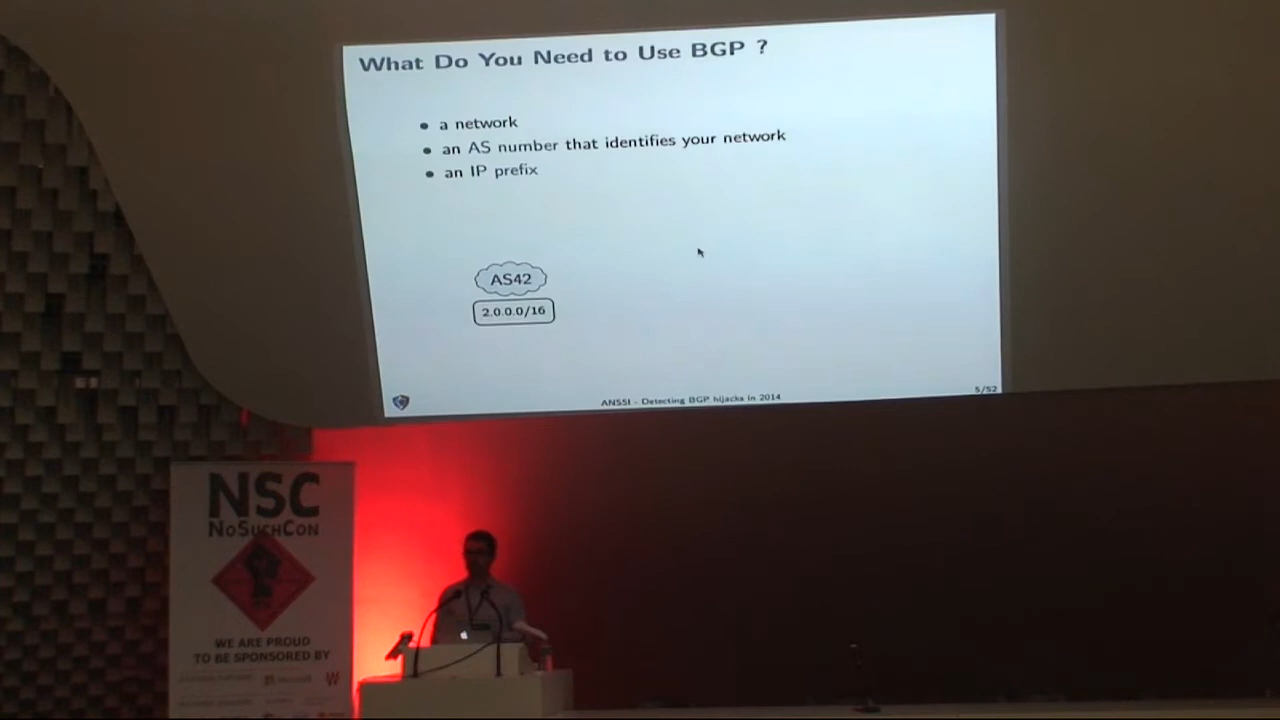 What Do You Need to Use BGP ?
• a network
• an AS number that identifies your network
• an IP prefix
AS42
2.0.0.0/16
ANSSI - Detecting BGP hijacks in 2014
5/52
NSC
NoSuchCon
WE ARE PROUD
TO BE SPONSORED BY
Microsoft